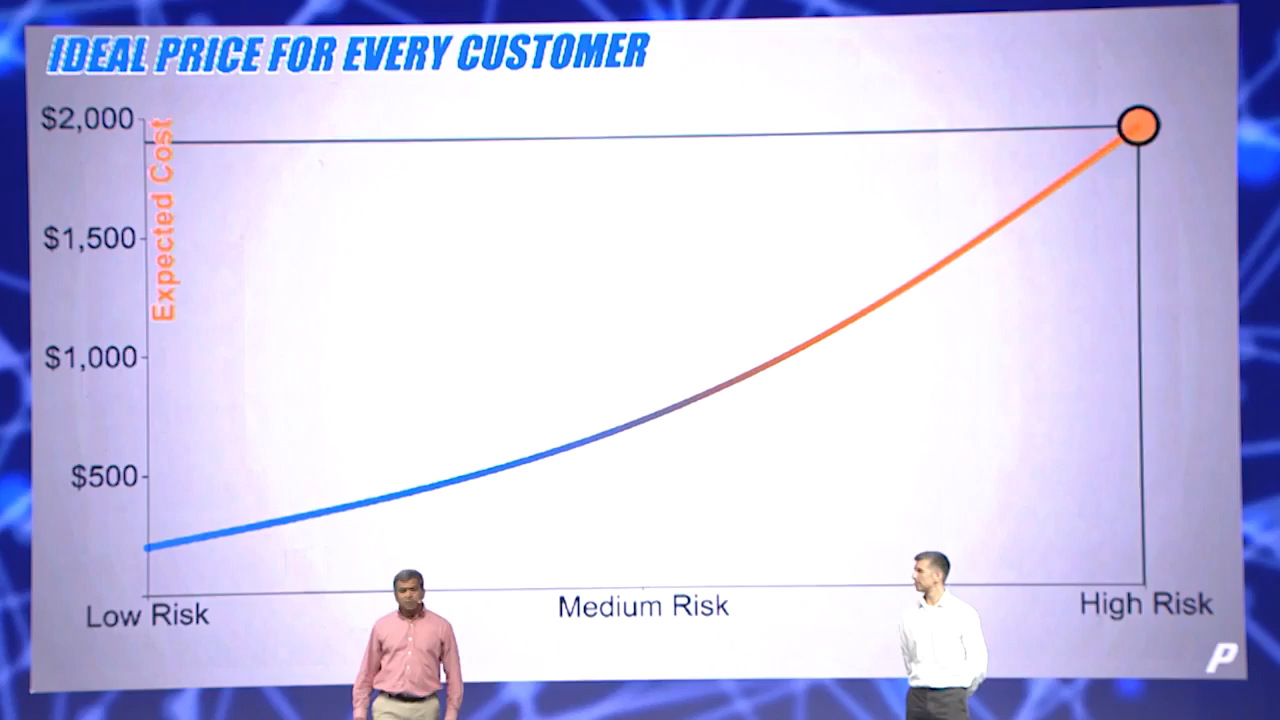 IDEAL PRICE FOR EVERY CUSTOMER
$2,000
Expected Cost
$1,500
$1,000
$500
Low Risk
Medium Risk
High Risk
P